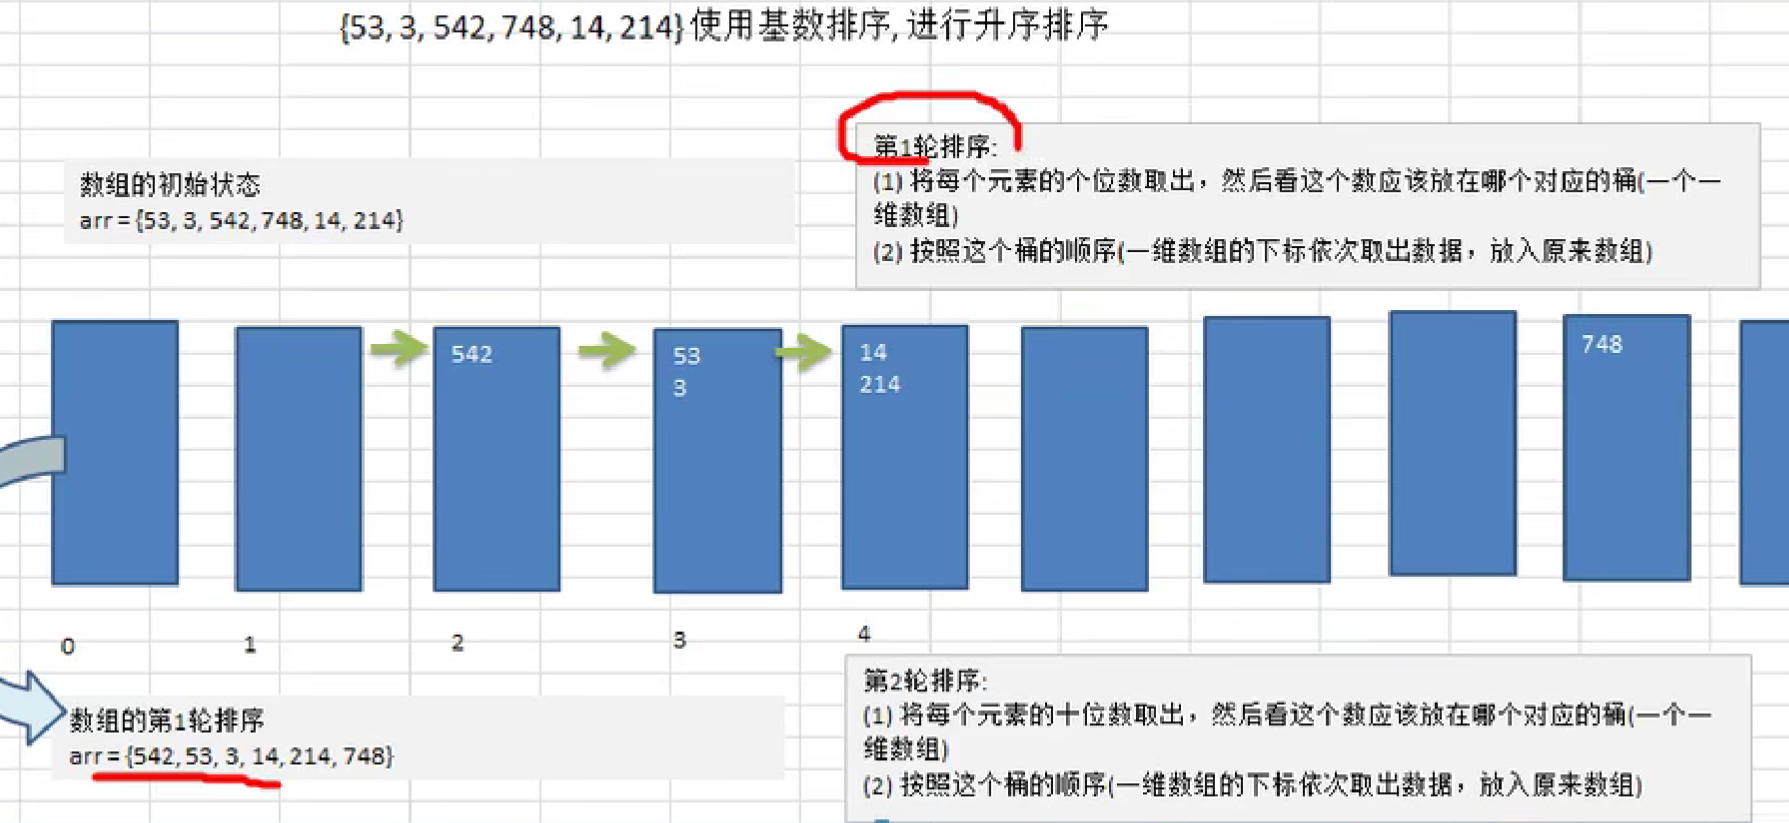 {53, 3, 542, 748, 14, 214}使用基数排序, 进行升序排序
第1轮排序:
(1) 将每个元素的个位数取出，然后看这个数应该放在哪个对应的桶(一个一
维数组)
(2) 按照这个桶的顺序(一维数组的下标依次取出数据，放入原来数组)
数组的初始状态
arr = {53, 3, 542, 748, 14, 214}
542
53
3
14
214
748
0
1
2
3
4
数组的第1轮排序
arr = {542, 53, 3, 14, 214, 748}
第2轮排序:
(1) 将每个元素的十位数取出，然后看这个数应该放在哪个对应的桶(一个一
维数组)
(2) 按照这个桶的顺序(一维数组的下标依次取出数据，放入原来数组)